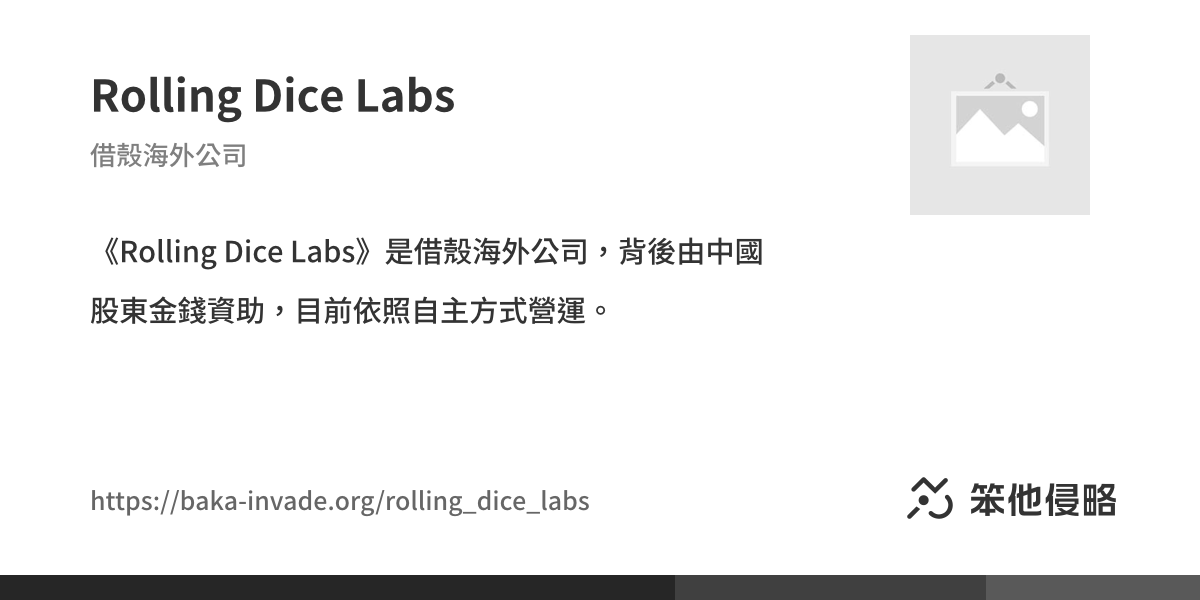 Rolling Dice Labs
借殼海外公司
《Rolling Dice Labs》是借殼海外公司，背後由中國
股東金錢資助，目前依照自主方式營運。
https://baka-invade.org/rolling_dice_labs
笨他侵略